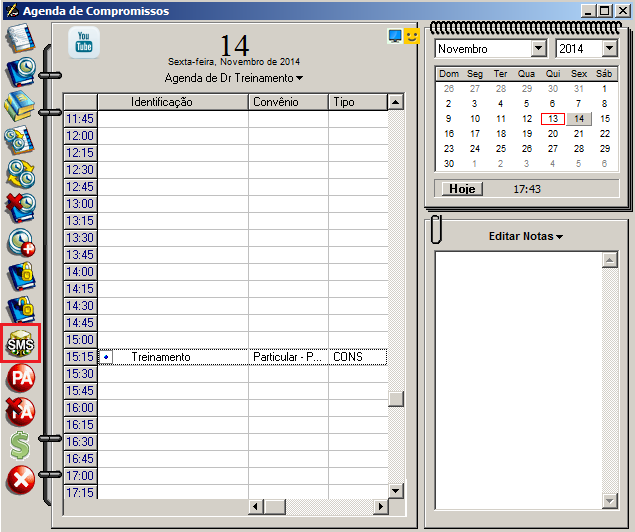 Agenda de Compromissos
You
Tube
14
Sexta-feira, Novembro de 2014
Agenda de Dr Treinamento
Identificação Convênio Tipo
11:45
12:00
12:15
12:30
12:45
13:00
13:15
13:30
13:45
14:00
14:15
14:30
14:45
15:00
15:15 Treinamento Particular - P... CONS
15:30
15:45
16:00
16:15
16:30
16:45
17:00
17:15
SMS
PA
$
Novembro 2014
Dom Seg Ter Qua Qui Sex Sáb
26 27 28 29 30 31 1
2 3 4 5 6 7 8
9 10 11 12 13 14 15
16 17 18 19 20 21 22
23 24 25 26 27 28 29
30 1 2 3 4 5 6
Hoje 17:43
Editar Notas